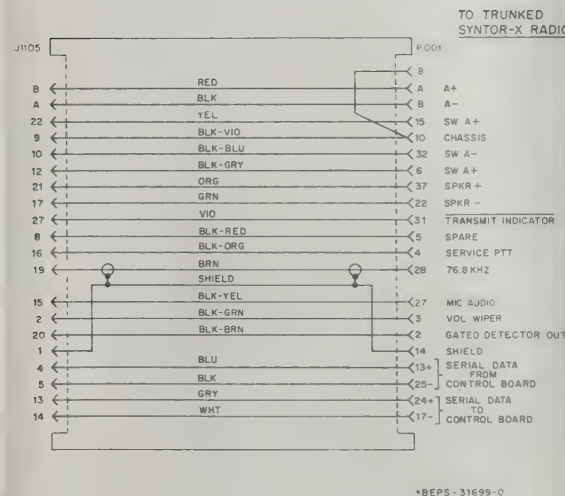 TO TRUNKED
SYNTOR-X RADIO
J1105
P1001
8
B RED A A+
A BLK B A-
22 YEL 15 SW A+
9 BLK-VIO 10 CHASSIS
10 BLK-BLU 32 SW A-
12 BLK-GRY 6 SW A+
21 ORG 37 SPKR +
17 GRN 22 SPKR -
27 VIO 31 TRANSMIT INDICATOR
8 BLK-RED 5 SPARE
16 BLK-ORG 4 SERVICE PTT
19 BRN 28 76.8 KHZ
SHIELD
15 BLK-YEL 27 MIC AUDIO
2 BLK-GRN 3 VOL WIPER
20 BLK-BRN 2 GATED DETECTOR OUT
1 14 SHIELD
4 BLU 13+ SERIAL DATA
FROM
5 BLK 25- CONTROL BOARD
13 GRY 24+ SERIAL DATA
TO
14 WHT 17- CONTROL BOARD
*BEPS-31699-O